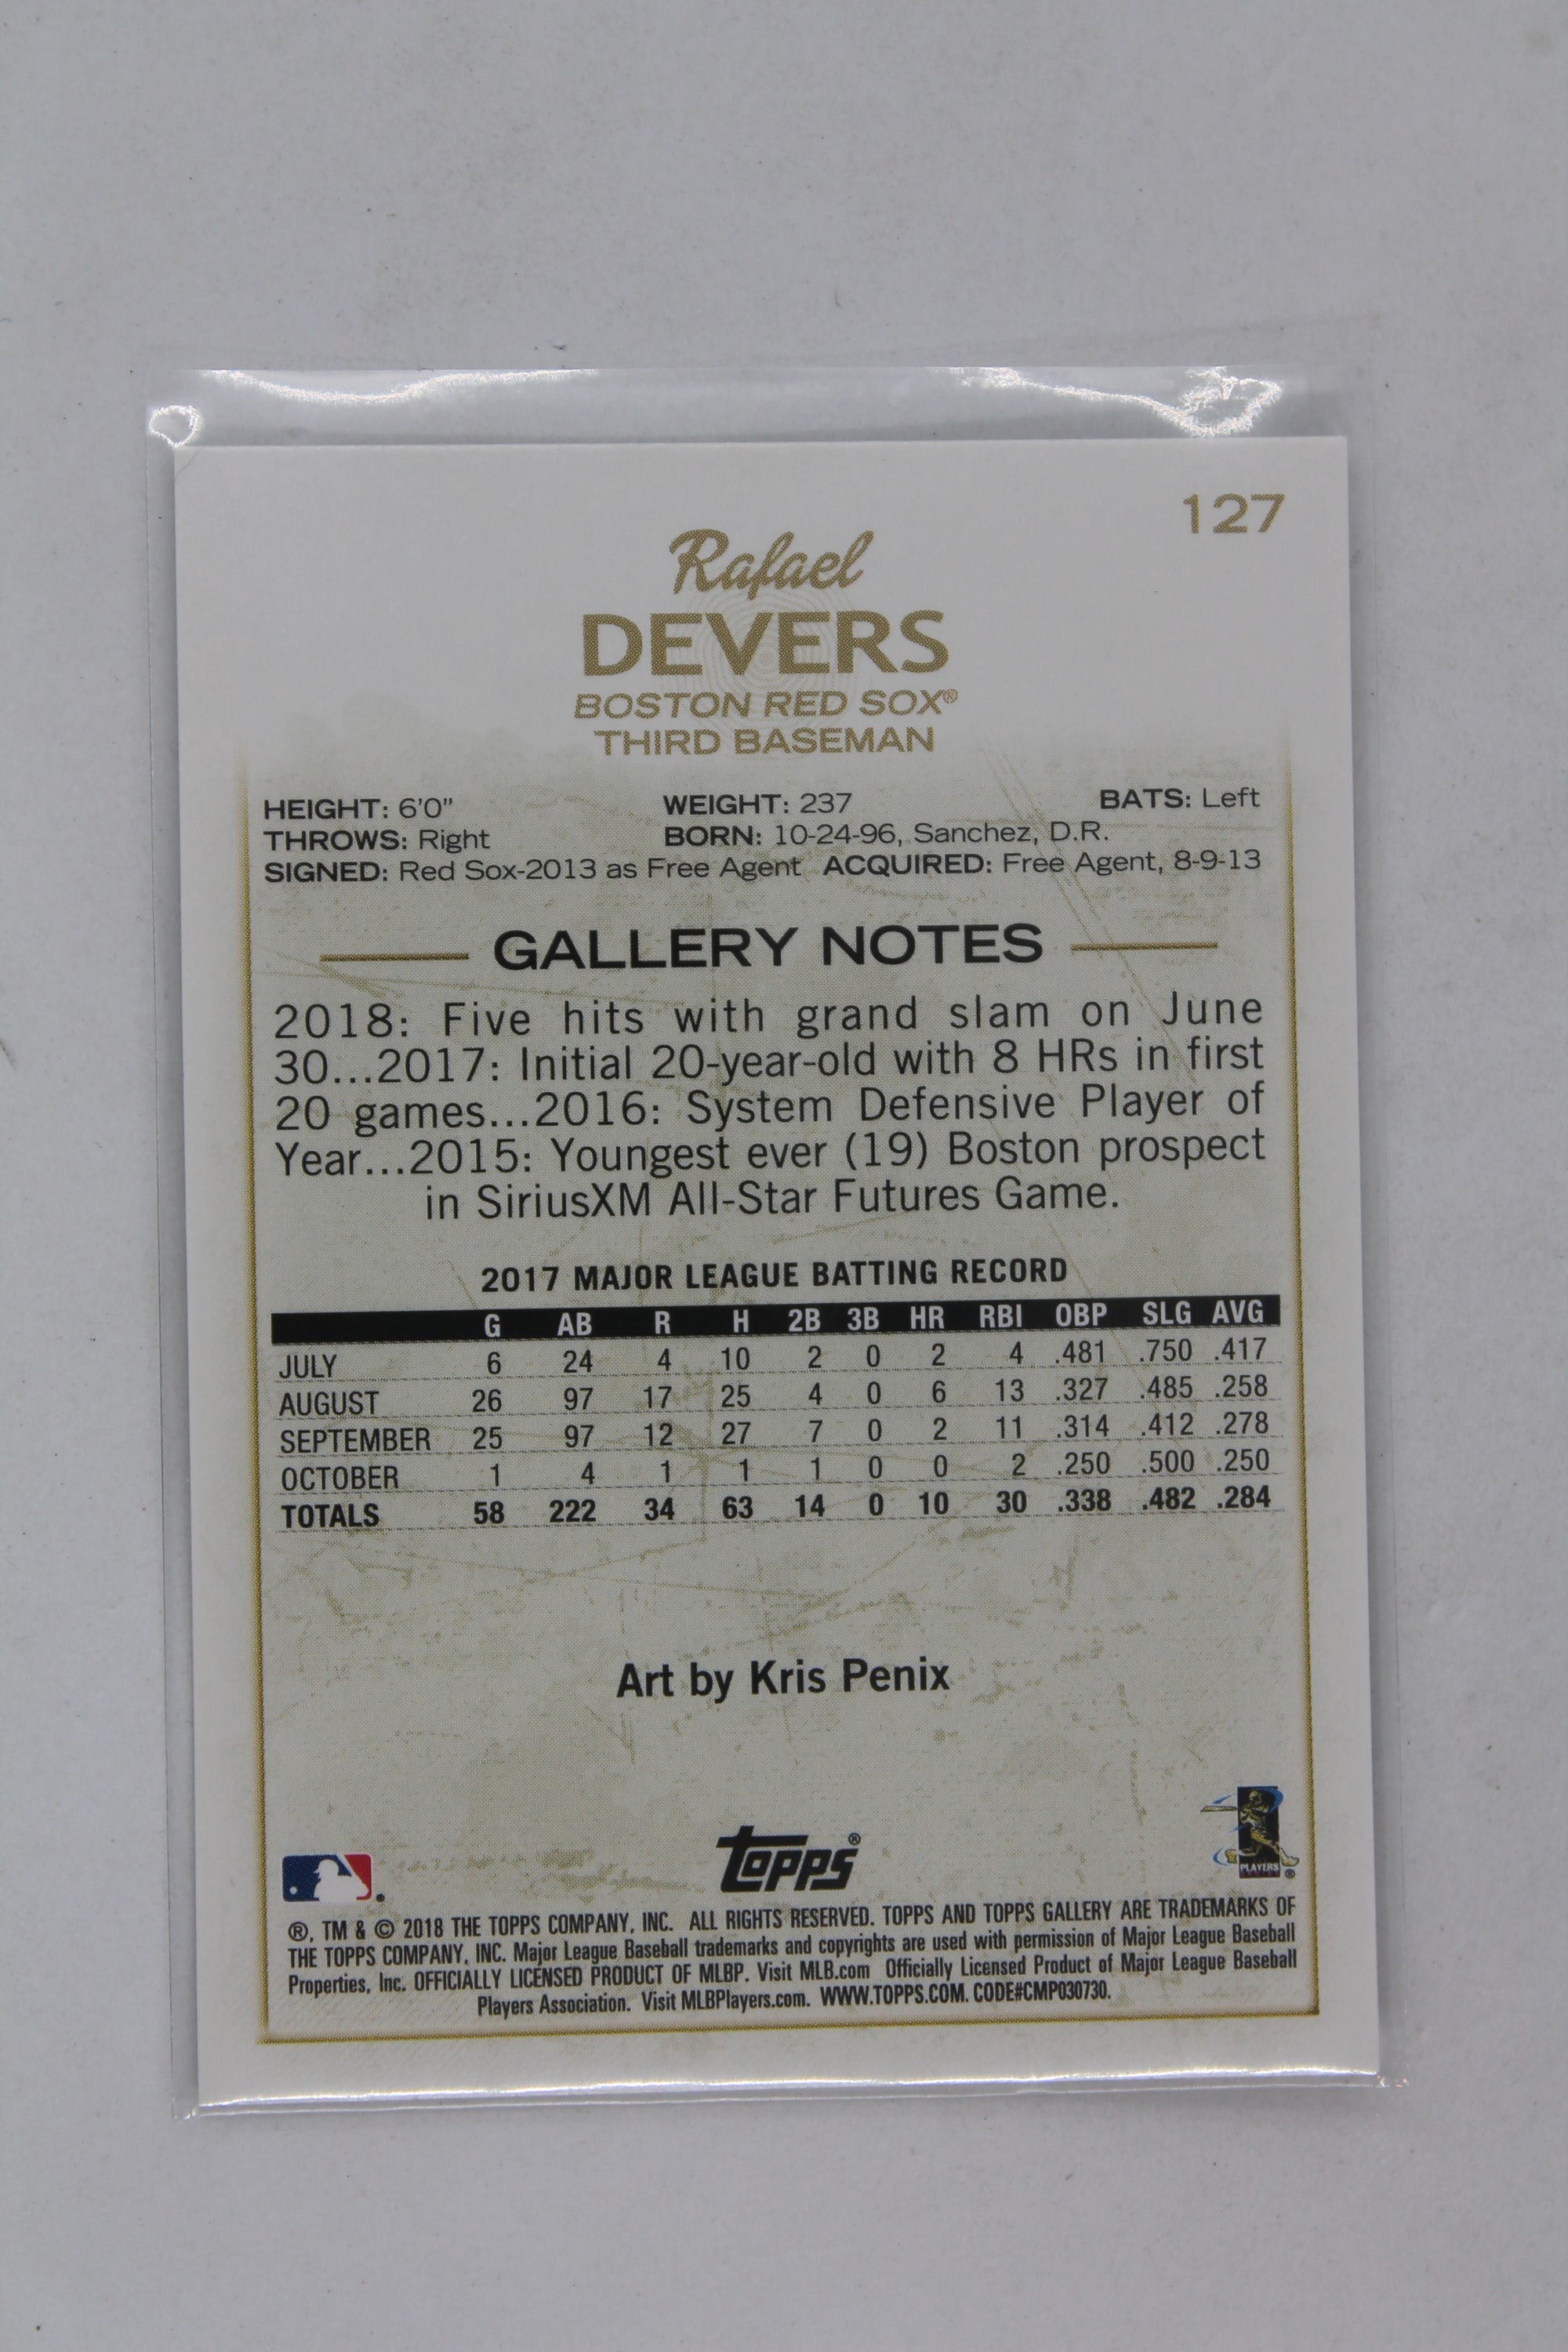 127
Rafael
DEVERS
BOSTON RED SOX®
THIRD BASEMAN
HEIGHT: 6'0" WEIGHT: 237 BATS: Left
THROWS: Right BORN: 10-24-96, Sanchez, D.R.
SIGNED: Red Sox-2013 as Free Agent ACQUIRED: Free Agent, 8-9-13
GALLERY NOTES
2018: Five hits with grand slam on June
30...2017: Initial 20-year-old with 8 HRs in first
20 games...2016: System Defensive Player of
Year...2015: Youngest ever (19) Boston prospect
in SiriusXM All-Star Futures Game.
2017 MAJOR LEAGUE BATTING RECORD
G AB R H 2B 3B HR RBI OBP SLG AVG
JULY 6 24 4 10 2 0 2 4 .481 .750 .417
AUGUST 26 97 17 25 4 0 6 13 .327 .485 .258
SEPTEMBER 25 97 12 27 7 0 2 11 .314 .412 .278
OCTOBER 1 4 1 1 1 0 0 2 .250 .500 .250
TOTALS 58 222 34 63 14 0 10 30 .338 .482 .284
Art by Kris Penix
topps®
PLAYERS ®
®, TM & © 2018 THE TOPPS COMPANY, INC. ALL RIGHTS RESERVED. TOPPS AND TOPPS GALLERY ARE TRADEMARKS OF
THE TOPPS COMPANY, INC. Major League Baseball trademarks and copyrights are used with permission of Major League Baseball
Properties, Inc. OFFICIALLY LICENSED PRODUCT OF MLBP. Visit MLB.com Officially Licensed Product of Major League Baseball
Players Association. Visit MLBPlayers.com. WWW.TOPPS.COM. CODE#CMP030730.